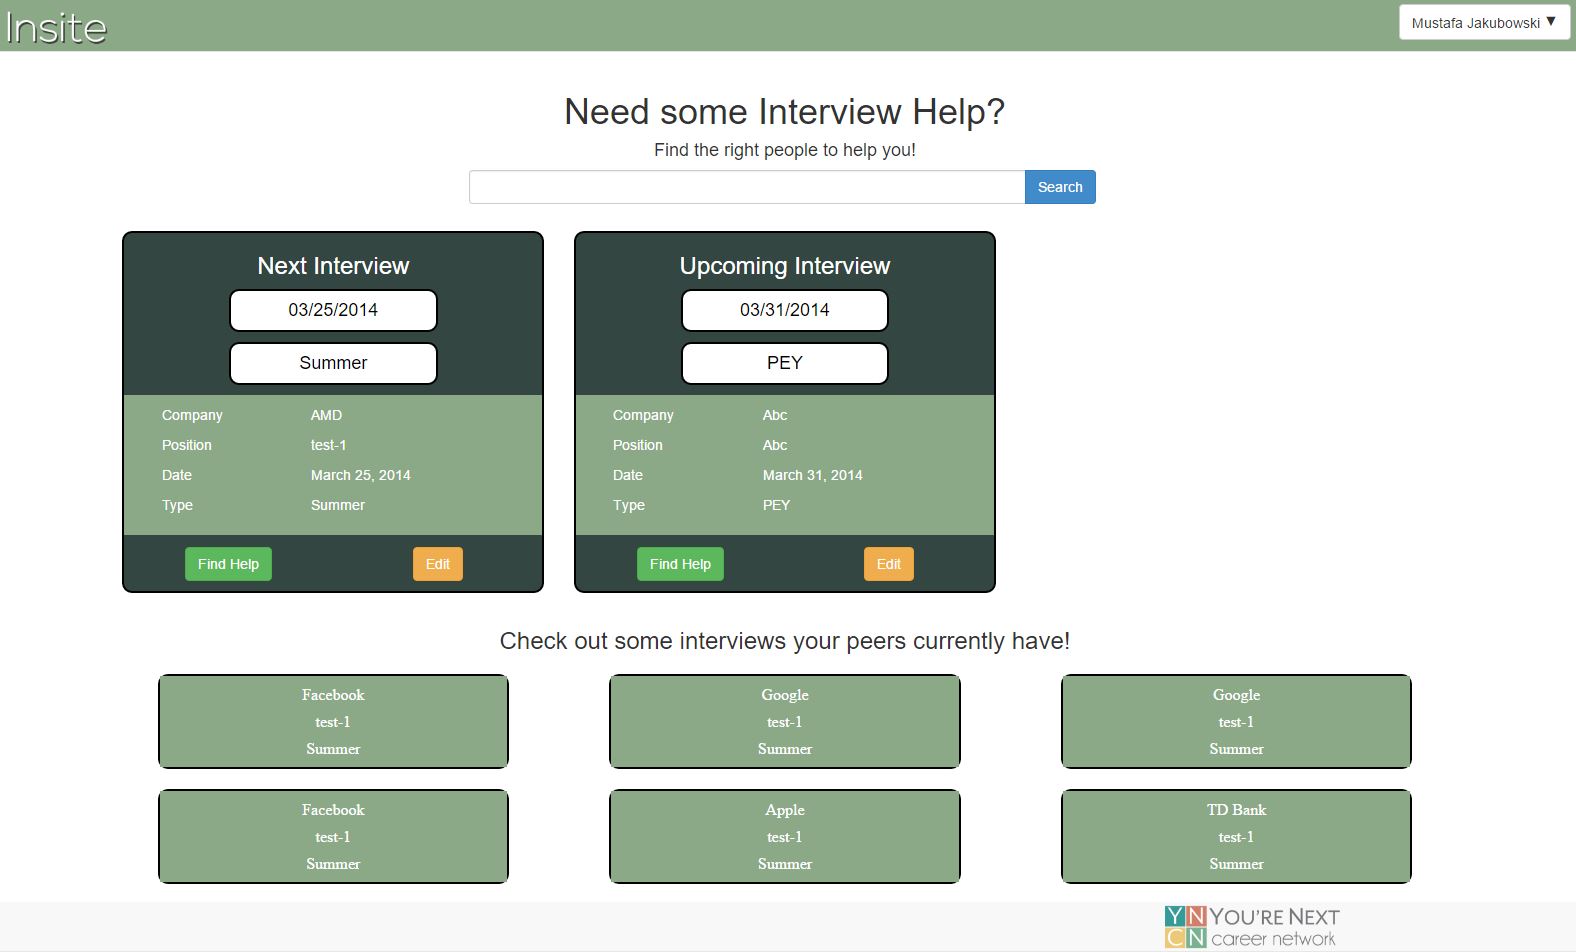 Insite
Mustafa Jakubowski ▼
Need some Interview Help?
Find the right people to help you!
Search
Next Interview
03/25/2014
Summer
Company AMD
Position test-1
Date March 25, 2014
Type Summer
Find Help Edit
Upcoming Interview
03/31/2014
PEY
Company Abc
Position Abc
Date March 31, 2014
Type PEY
Find Help Edit
Check out some interviews your peers currently have!
Facebook
test-1
Summer
Google
test-1
Summer
Google
test-1
Summer
Facebook
test-1
Summer
Apple
test-1
Summer
TD Bank
test-1
Summer
YN
CN
YOU'RE NEXT
career network